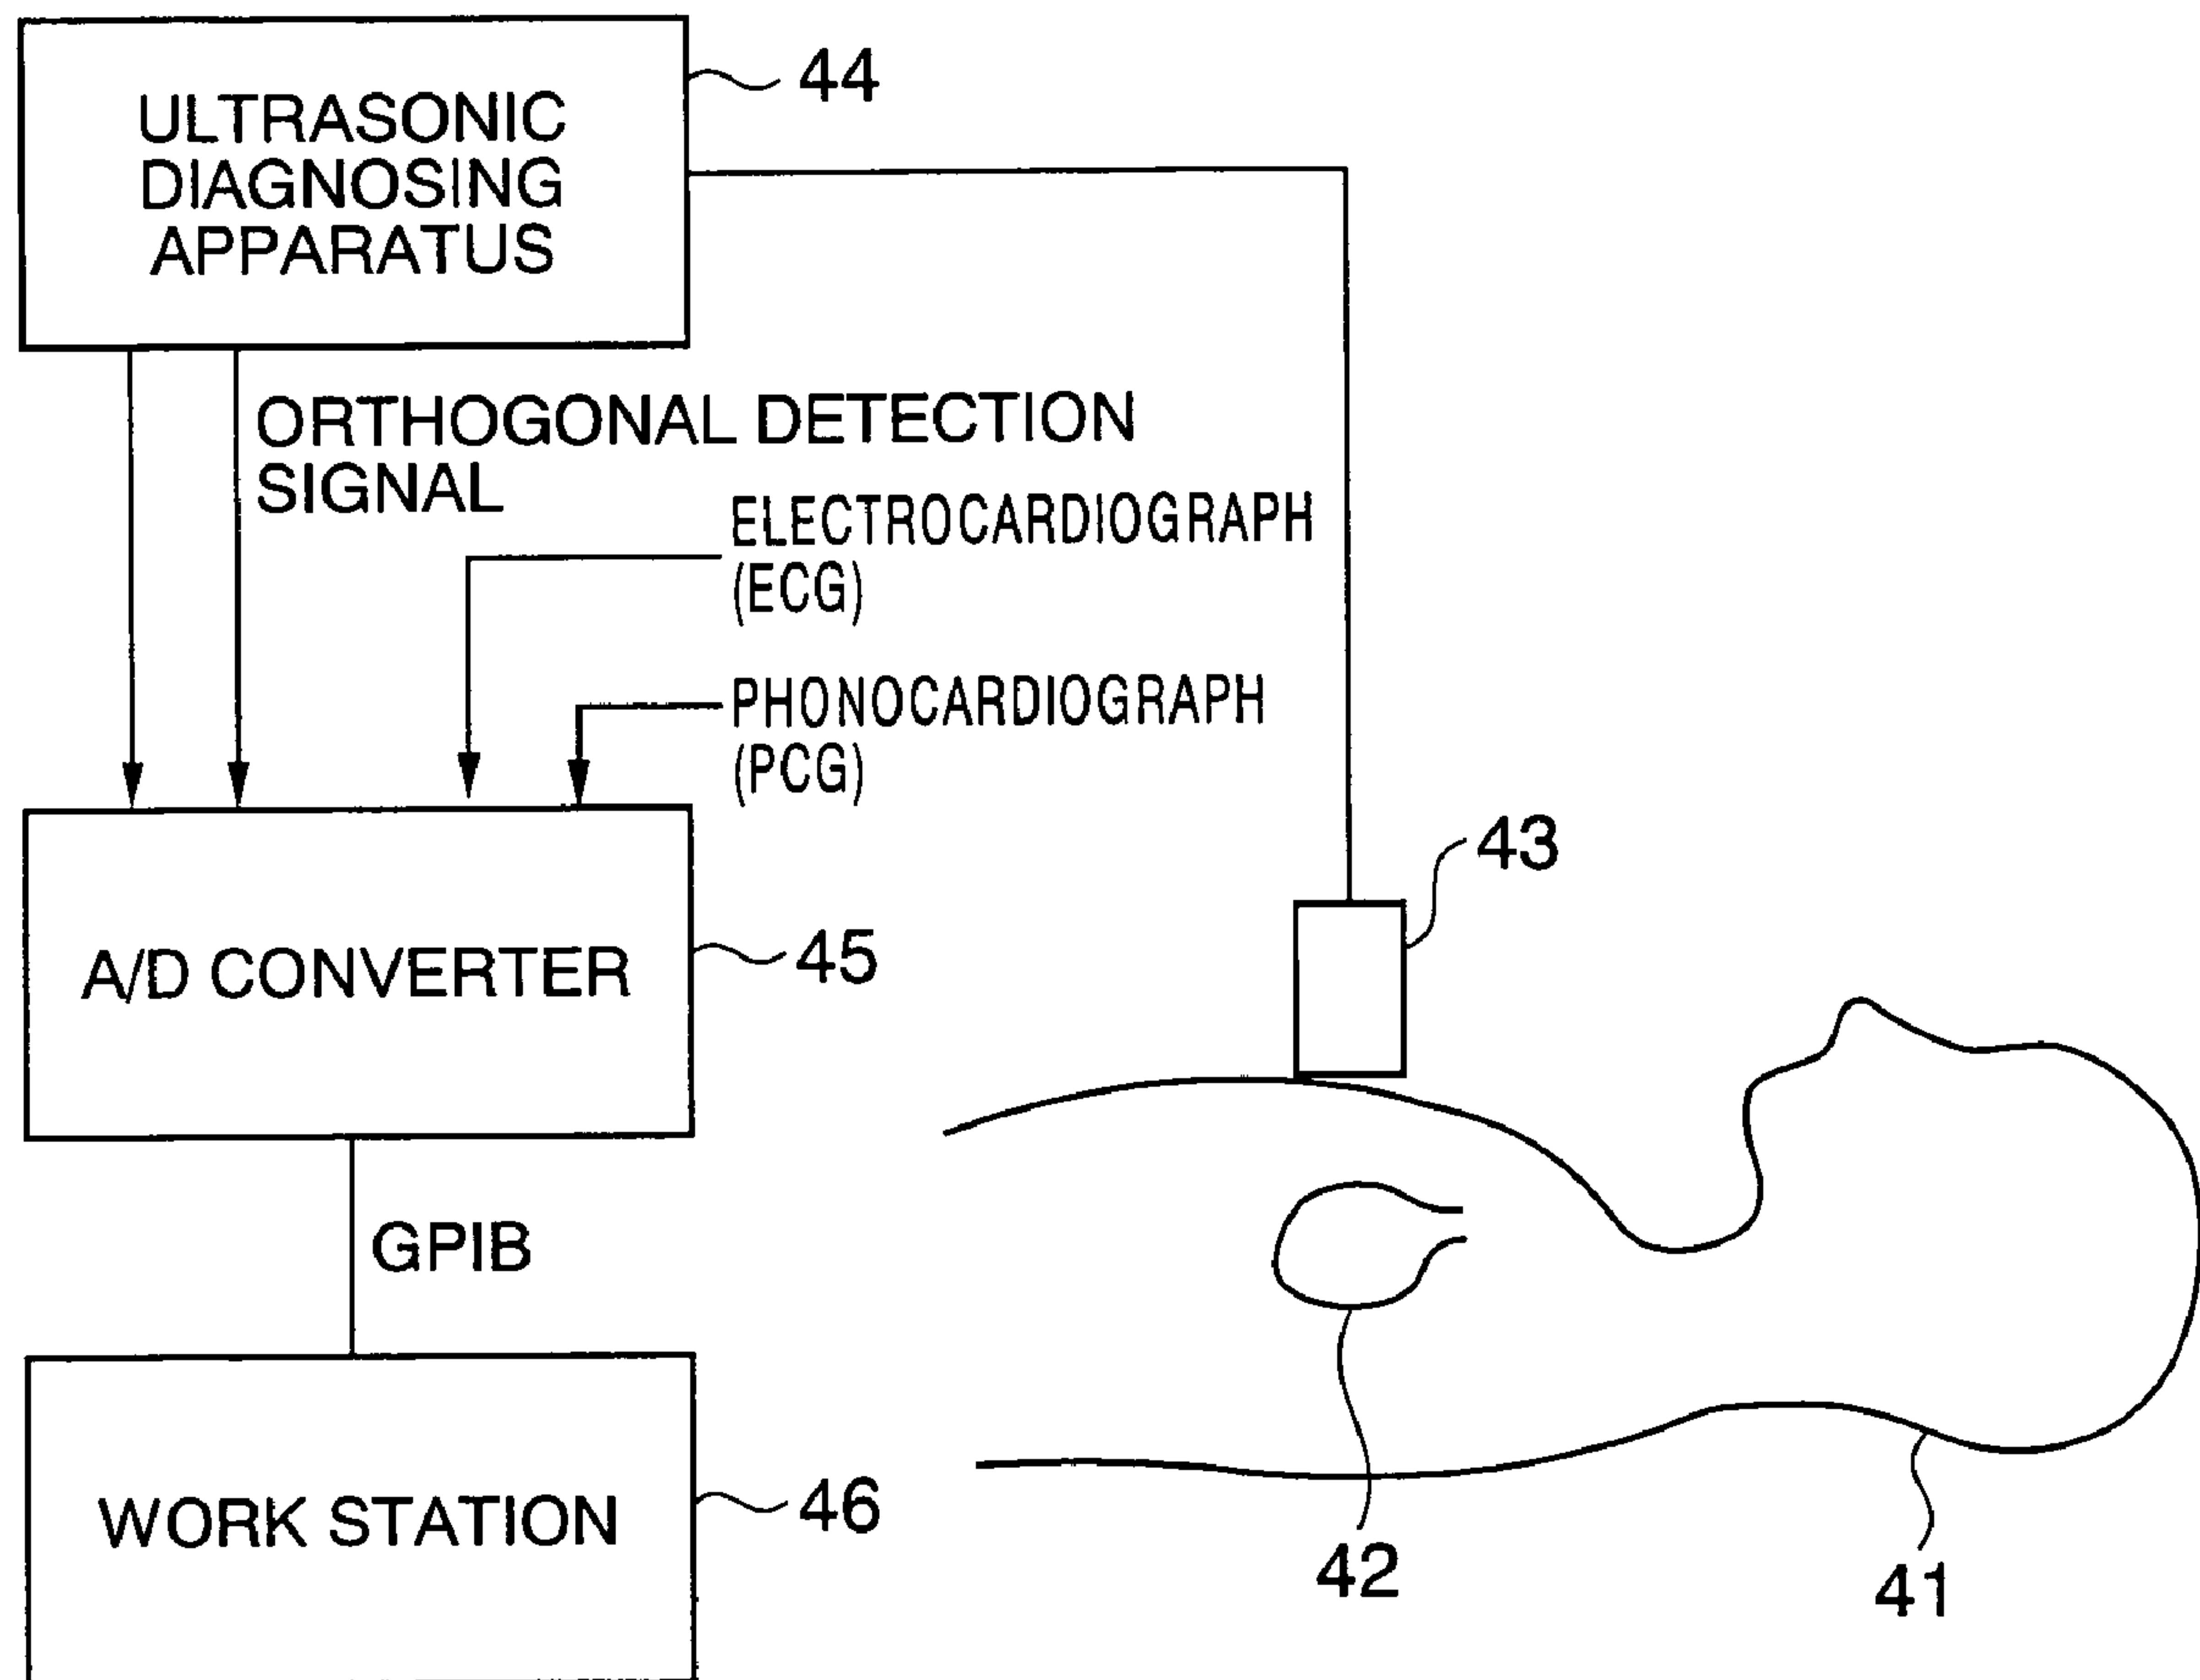 ULTRASONIC
DIAGNOSING
APPARATUS
44
ORTHOGONAL DETECTION
SIGNAL
ELECTROCARDIOGRAPH
(ECG)
PHONOCARDIOGRAPH
(PCG)
43
A/D CONVERTER
45
GPIB
WORK STATION
46
42
41